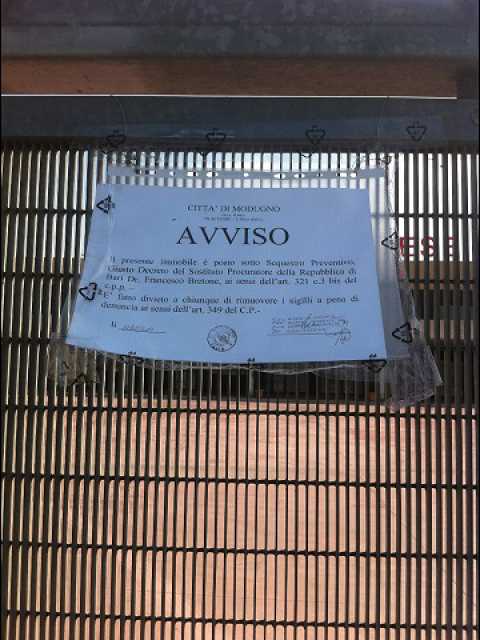 CITTA' DI MODUGNO
AVVISO
Il presente immobile è posto sotto Sequestro Preventivo,
Giusto Decreto del Sostituto Procuratore della Repubblica di
Bari Dr. Francesco Bretone, ai sensi dell'art. 321 c.3 bis del
c.p.p. –
E' fatto divieto a chiunque di rimuovere i sigilli a pena di
denuncia ai sensi dell'art. 349 del C.P.-